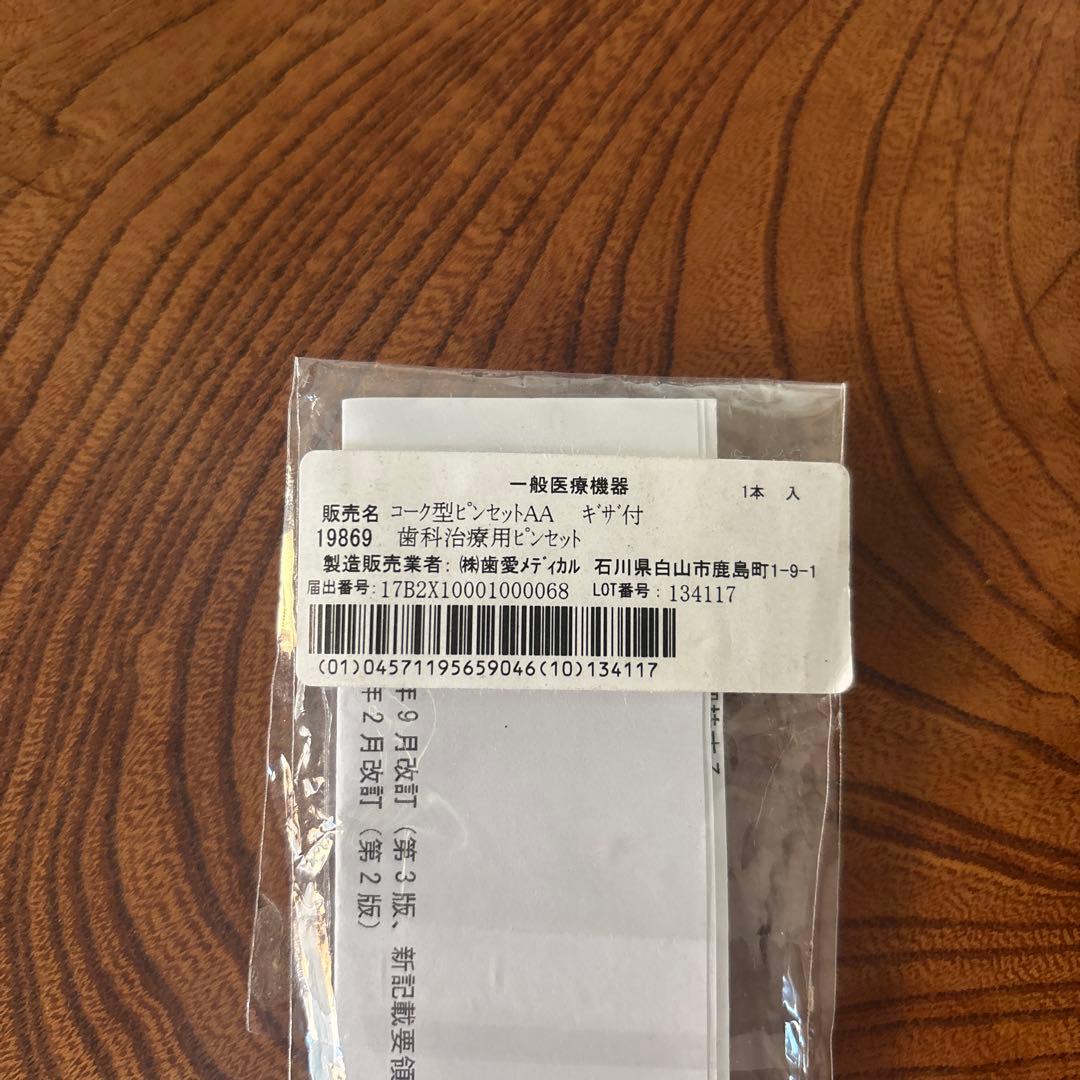 一般医療機器
1本 入
販売名 コーク型ピンセットAA ギザ付
19869 歯科治療用ピンセット
製造販売業者: ㈱歯愛メディカル 石川県白山市鹿島町1-9-1
届出番号: 17B2X10001000068 LOT番号: 134117
(01)04571195659046(10)134117
年9月改訂(第3版、新記載要領
年2月改訂(第2版)